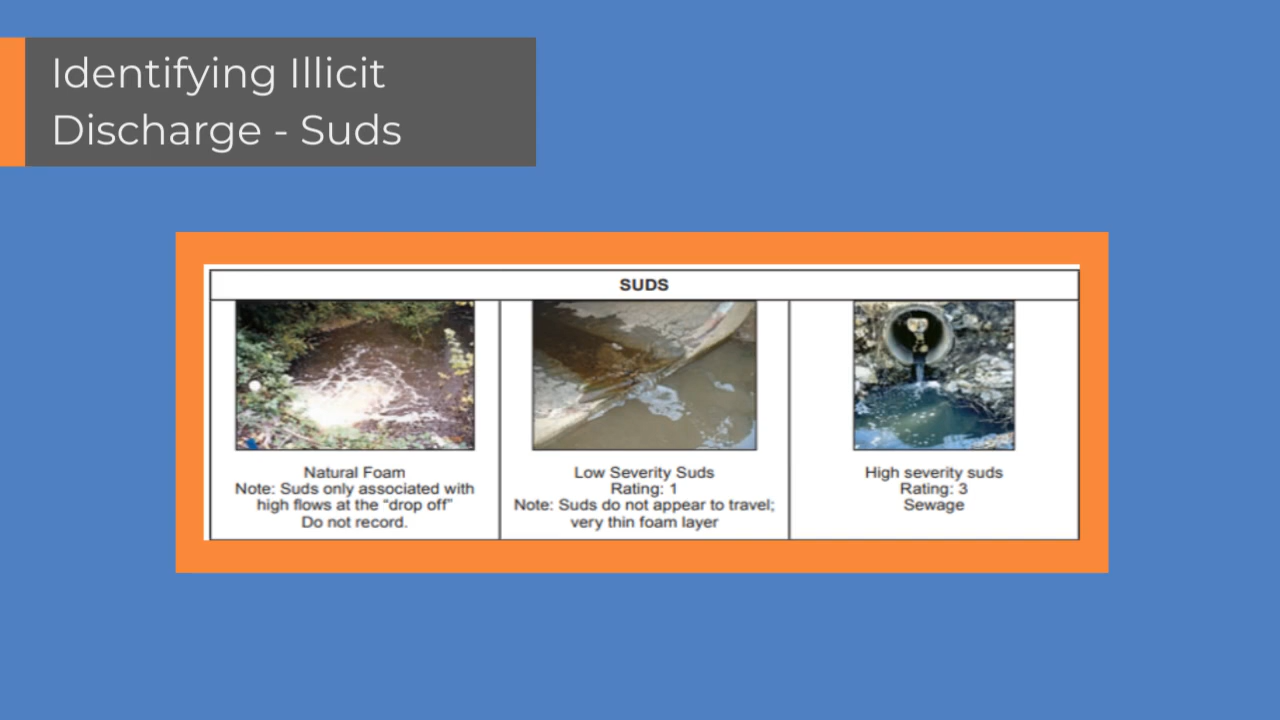 Identifying Illicit
Discharge - Suds
SUDS
Natural Foam
Note: Suds only associated with
high flows at the “drop off”
Do not record.
Low Severity Suds
Rating: 1
Note: Suds do not appear to travel;
very thin foam layer
High severity suds
Rating: 3
Sewage